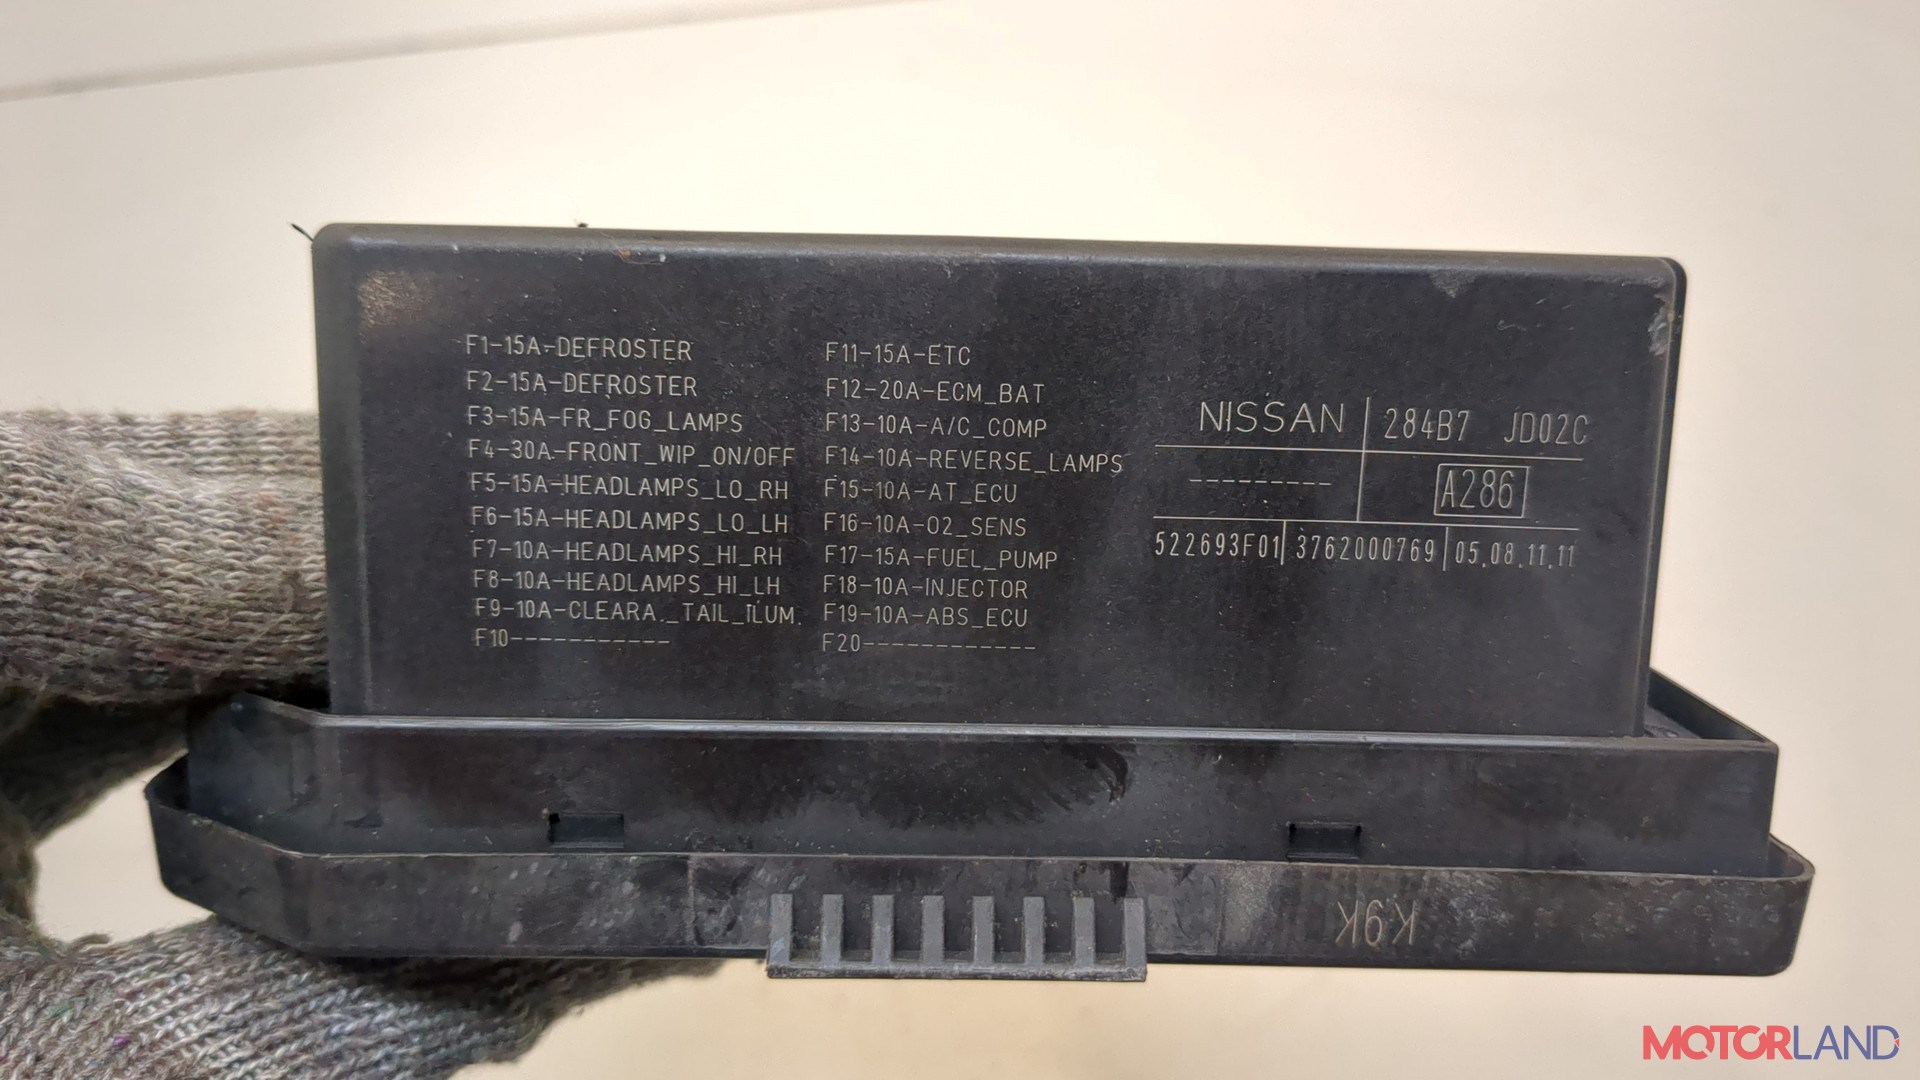 F1-15A-DEFROSTER
F2-15A-DEFROSTER
F3-15A-FR_FOG_LAMPS
F4-30A-FRONT_WIP_ON/OFF
F5-15A-HEADLAMPS_LO_RH
F6-15A-HEADLAMPS_LO_LH
F7-10A-HEADLAMPS_HI_RH
F8-10A-HEADLAMPS_HI_LH
F9-10A-CLEARA._TAIL_ILUM.
F10-----------
F11-15A-ETC
F12-20A-ECM_BAT
F13-10A-A/C_COMP
F14-10A-REVERSE_LAMPS
F15-10A-AT_ECU
F16-10A-O2_SENS
F17-15A-FUEL_PUMP
F18-10A-INJECTOR
F19-10A-ABS_ECU
F20------------
NISSAN 284B7 JD02C
--------- A286
522693F01 3762000769 05.08.11.11
K9K
MOTORLAND